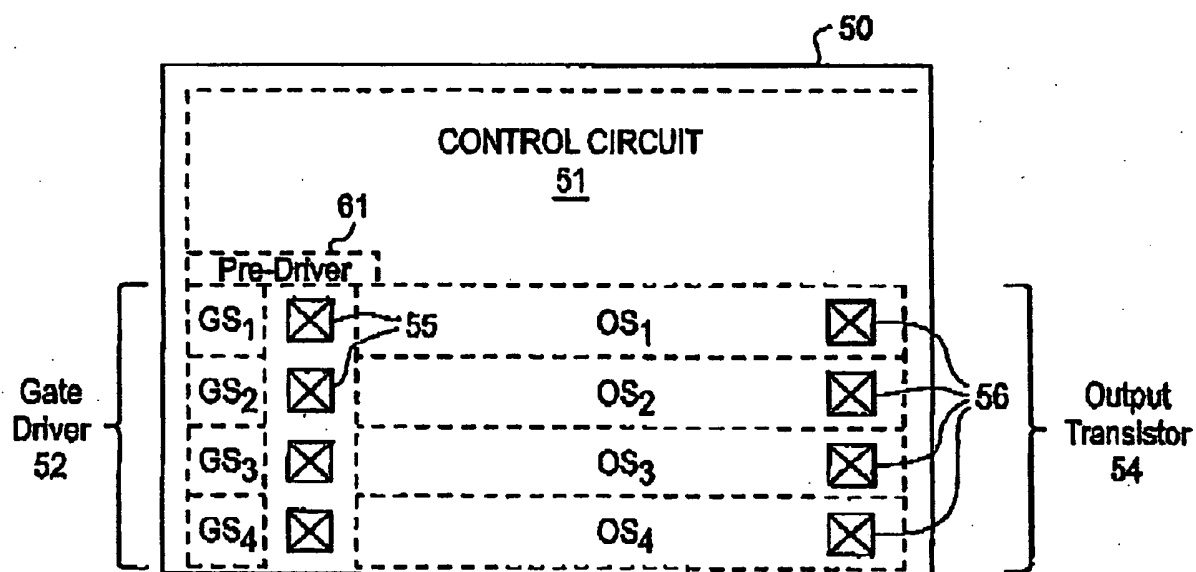 50
CONTROL CIRCUIT
51
61
Pre-Driver
GS1
55
OS1
GS2
OS2
56
Gate
Driver
52
Output
Transistor
54
GS3
OS3
GS4
OS4